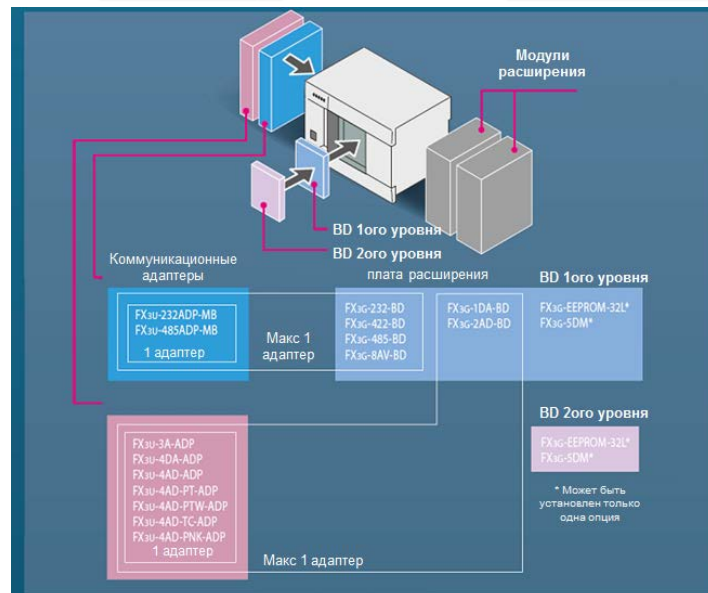 Модули
расширения
BD 1ого уровня
BD 2ого уровня
Коммуникационные
адаптеры
плата расширения
BD 1ого уровня
FX3U-232ADP-MB
FX3U-485ADP-MB
1 адаптер
Макс 1
адаптер
FX3G-232-BD
FX3G-422-BD
FX3G-485-BD
FX3G-8AV-BD
FX3G-1DA-BD
FX3G-2AD-BD
FX3G-EEPROM-32L*
FX3G-5DM*
BD 2ого уровня
FX3G-EEPROM-32L*
FX3G-5DM*
* Может быть
установлен только
одна опция
FX3U-3A-ADP
FX3U-4DA-ADP
FX3U-4AD-ADP
FX3U-4AD-PT-ADP
FX3U-4AD-PTW-ADP
FX3U-4AD-TC-ADP
FX3U-4AD-PNK-ADP
1 адаптер
Макс 1 адаптер